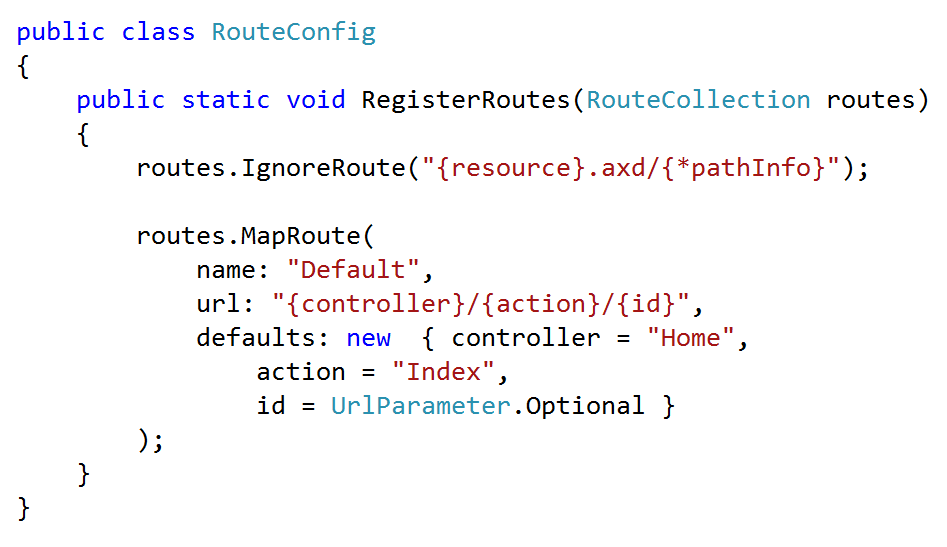 public class RouteConfig
{
    public static void RegisterRoutes(RouteCollection routes)
    {
        routes.IgnoreRoute("{resource}.axd/{*pathInfo}");

        routes.MapRoute(
            name: "Default",
            url: "{controller}/{action}/{id}",
            defaults: new  { controller = "Home",
                action = "Index",
                id = UrlParameter.Optional }
        );
    }
}